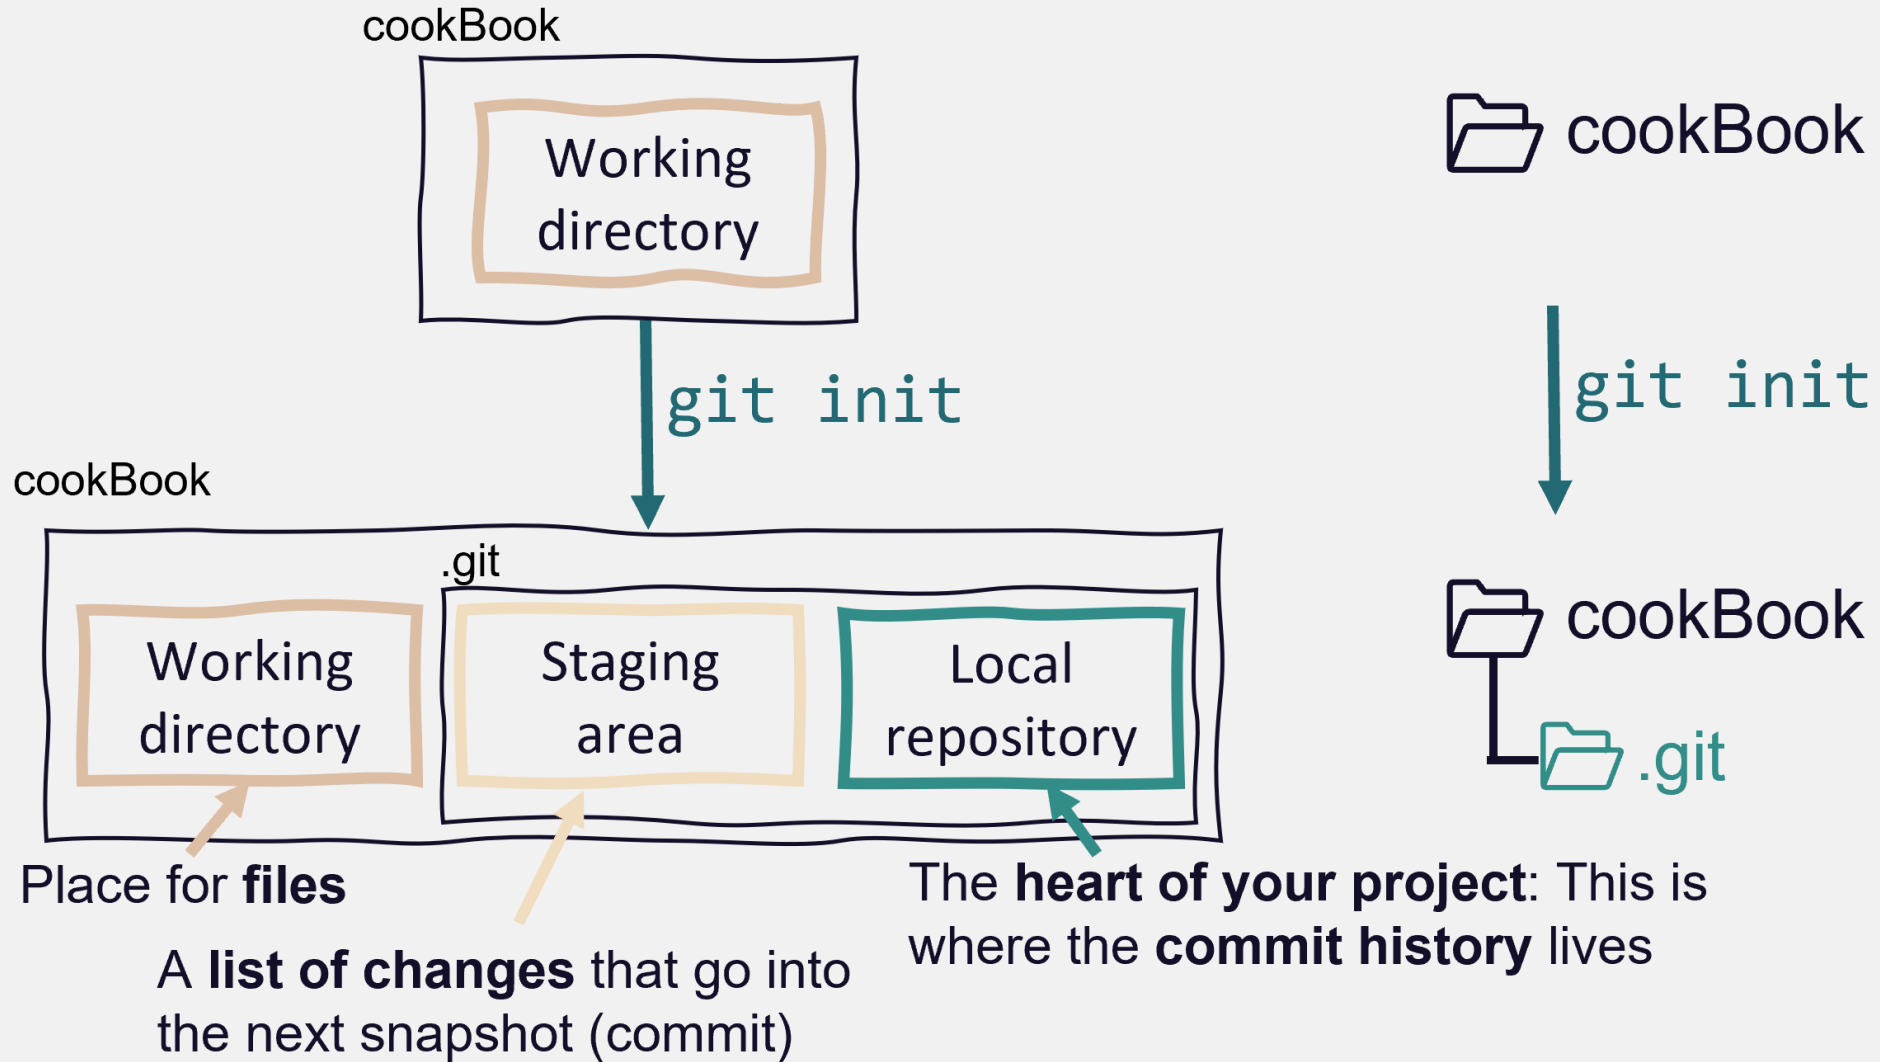 cookBook
Working
directory
cookBook
git init
git init
cookBook
.git
Working
directory
Staging
area
Local
repository
cookBook
.git
Place for files
A list of changes that go into
the next snapshot (commit)
The heart of your project: This is
where the commit history lives